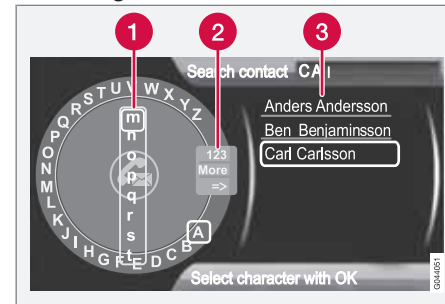 1 2 3
Search contact CA|
A B C D E F G H I J K L M N O P Q R S T U V W X Y Z
m
n
o
p
q
r
s
t
123
More
=>
Anders Andersson
Ben Benjaminsson
Carl Carlsson
Select character with OK
G044051